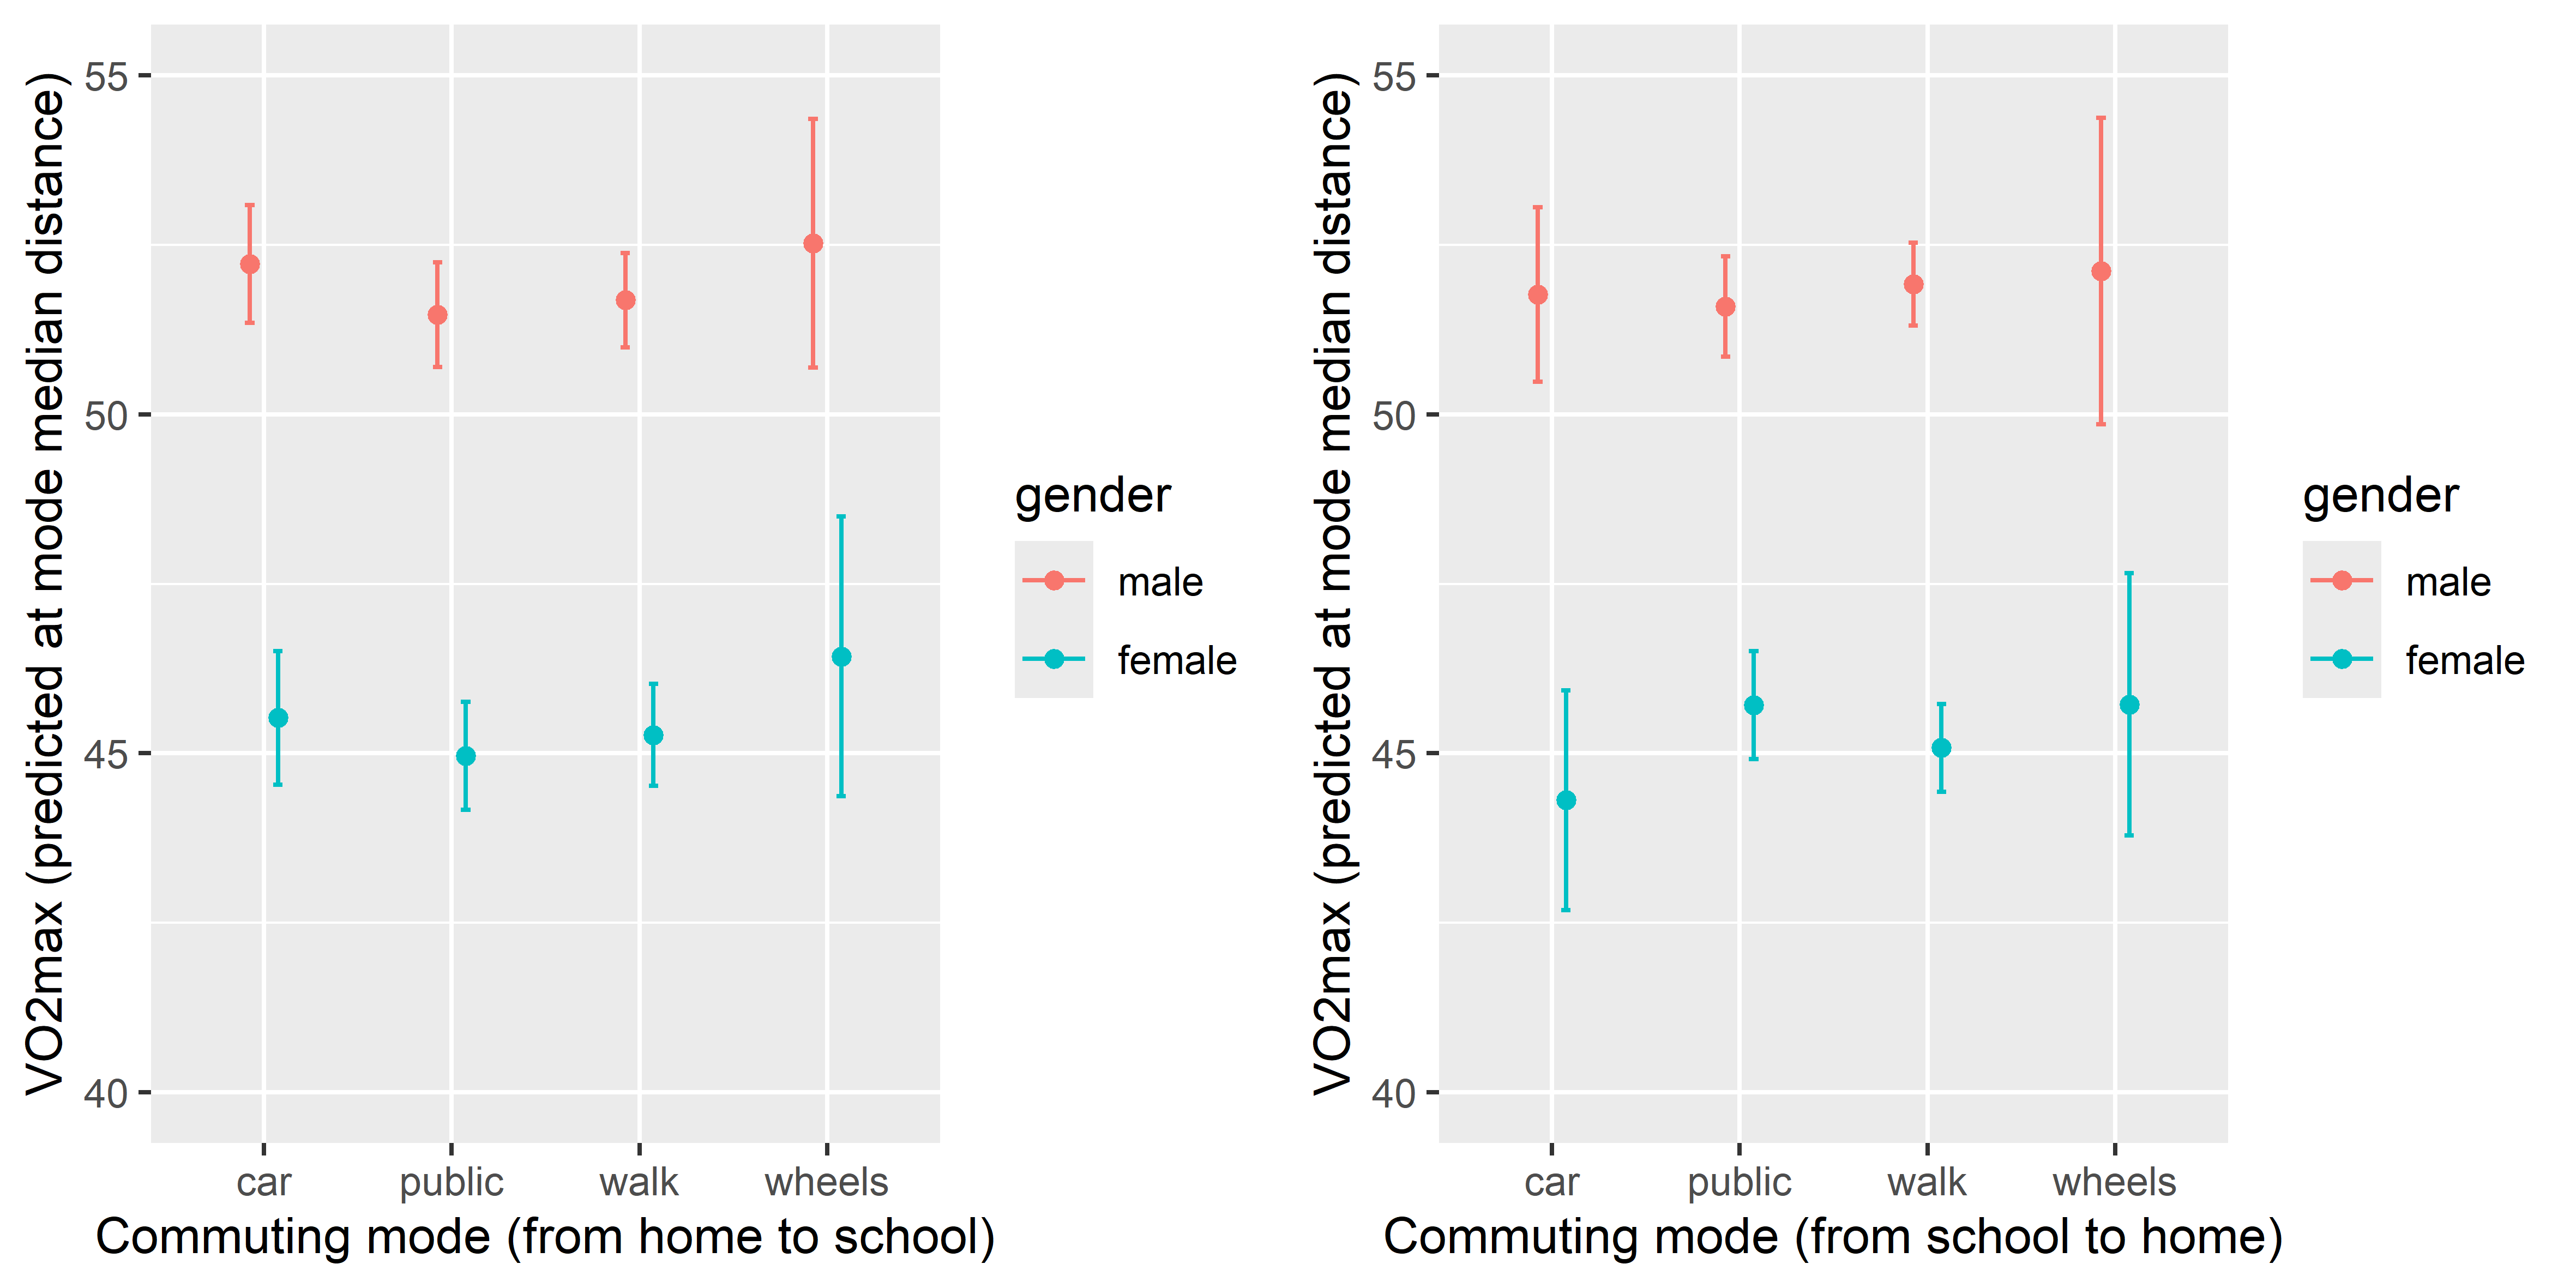 VO2max (predicted at mode median distance)
55
50
45
40
car public walk wheels
Commuting mode (from home to school)
gender
male
female
VO2max (predicted at mode median distance)
55
50
45
40
car public walk wheels
Commuting mode (from school to home)
gender
male
female